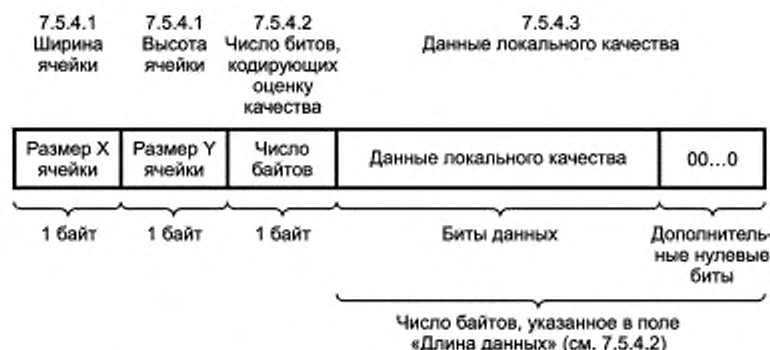 7.5.4.1
Ширина
ячейки
7.5.4.1
Высота
ячейки
7.5.4.2
Число битов,
кодирующих
оценку
качества
7.5.4.3
Данные локального качества
Размер X
ячейки
Размер Y
ячейки
Число
байтов
Данные локального качества
00...0
1 байт
1 байт
1 байт
Биты данных
Дополнитель-
ные нулевые
биты
Число байтов, указанное в поле
«Длина данных» (см. 7.5.4.2)